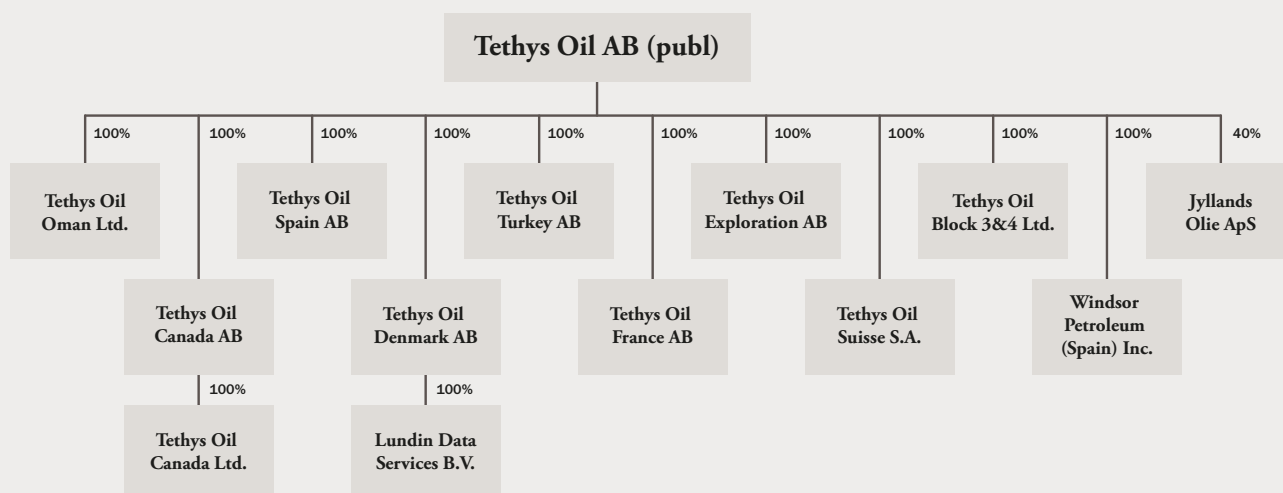 Tethys Oil AB (publ)
100%
100%
100%
100%
100%
100%
100%
100%
100%
100%
40%
Tethys Oil
Oman Ltd.
Tethys Oil
Spain AB
Tethys Oil
Turkey AB
Tethys Oil
Exploration AB
Tethys Oil
Block 3&4 Ltd.
Jyllands
Olie ApS
Tethys Oil
Canada AB
Tethys Oil
Denmark AB
Tethys Oil
France AB
Tethys Oil
Suisse S.A.
Windsor
Petroleum
(Spain) Inc.
100%
100%
Tethys Oil
Canada Ltd.
Lundin Data
Services B.V.